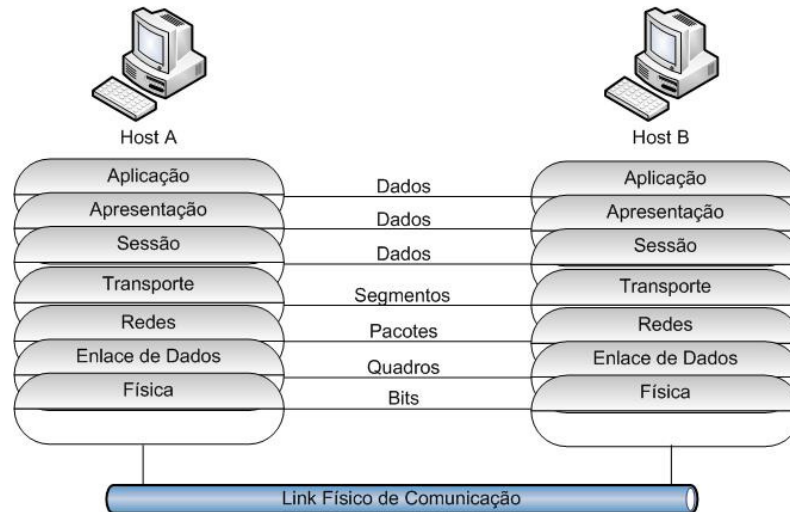 Host A
Host B
Aplicação
Dados
Aplicação
Apresentação
Dados
Apresentação
Sessão
Dados
Sessão
Transporte
Segmentos
Transporte
Redes
Pacotes
Redes
Enlace de Dados
Quadros
Enlace de Dados
Física
Bits
Física
Link Físico de Comunicação